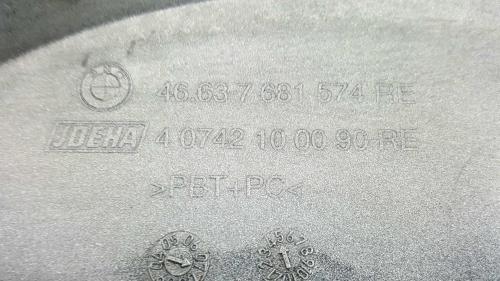 46.63-7 681 574 RE
JDEHA 4 0742 10 00 90 RE
>PBT+PC<